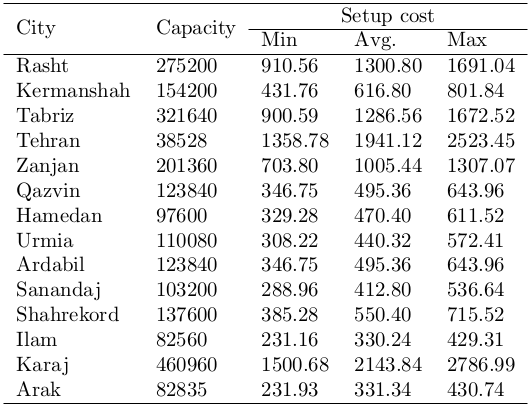 City Capacity Setup cost
Min Avg. Max
Rasht 275200 910.56 1300.80 1691.04
Kermanshah 154200 431.76 616.80 801.84
Tabriz 321640 900.59 1286.56 1672.52
Tehran 38528 1358.78 1941.12 2523.45
Zanjan 201360 703.80 1005.44 1307.07
Qazvin 123840 346.75 495.36 643.96
Hamedan 97600 329.28 470.40 611.52
Urmia 110080 308.22 440.32 572.41
Ardabil 123840 346.75 495.36 643.96
Sanandaj 103200 288.96 412.80 536.64
Shahrekord 137600 385.28 550.40 715.52
Ilam 82560 231.16 330.24 429.31
Karaj 460960 1500.68 2143.84 2786.99
Arak 82835 231.93 331.34 430.74